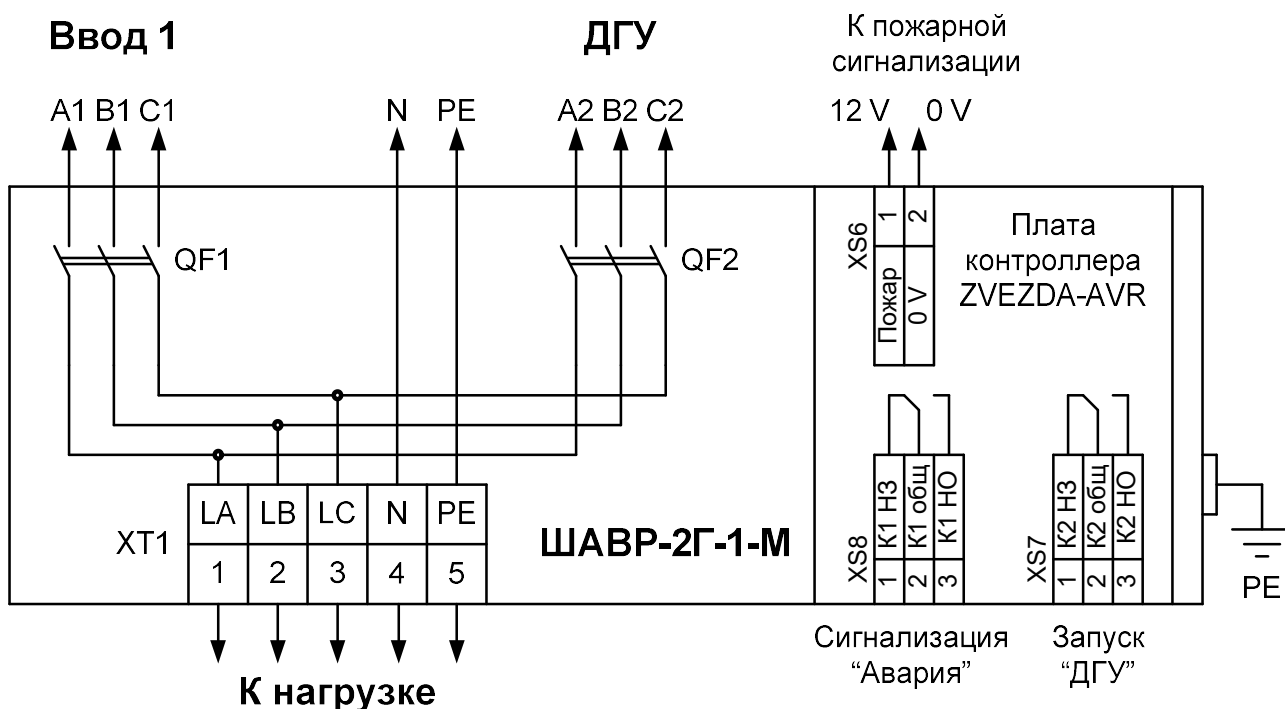 Ввод 1
ДГУ
К пожарной
сигнализации
A1 B1 C1
N
PE
A2 B2 C2
12 V
0 V
QF1
QF2
XS6
1
2
Пожар
0 V
Плата
контроллера
ZVEZDA-AVR
XT1
LA
LB
LC
N
PE
1
2
3
4
5
ШАВР-2Г-1-М
XS8
К1 НЗ
К1 общ
К1 НО
1
2
3
XS7
К2 НЗ
К2 общ
К2 НО
1
2
3
PE
К нагрузке
Сигнализация
“Авария”
Запуск
“ДГУ”